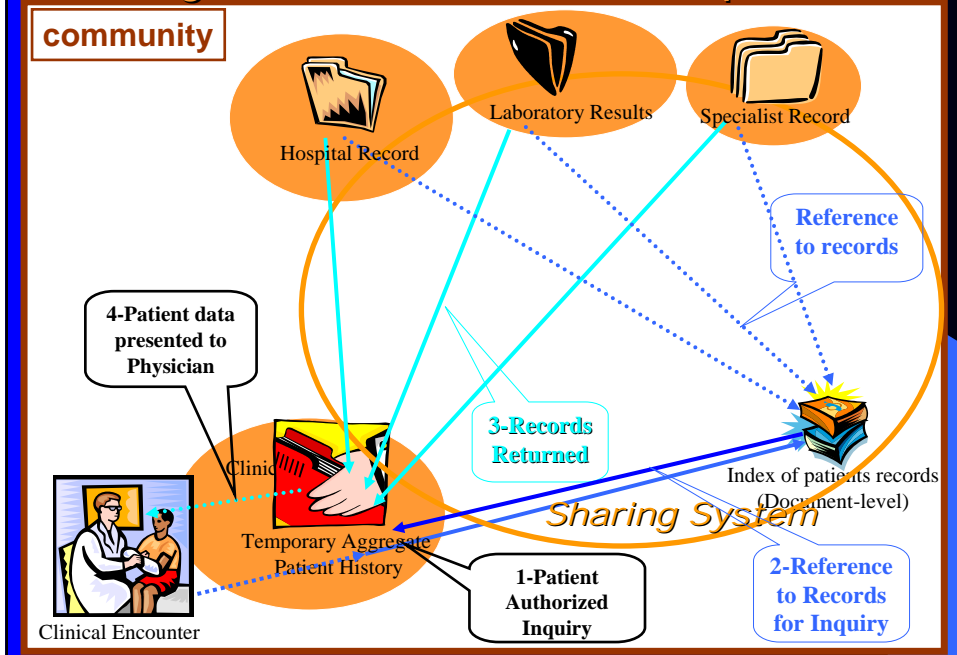 community
Laboratory Results
Specialist Record
Hospital Record
Reference
to records
4-Patient data
presented to
Physician
3-Records
Returned
Clinic
Index of patients records
(Document-level)
Sharing System
Temporary Aggregate
Patient History
1-Patient
Authorized
Inquiry
2-Reference
to Records
for Inquiry
Clinical Encounter